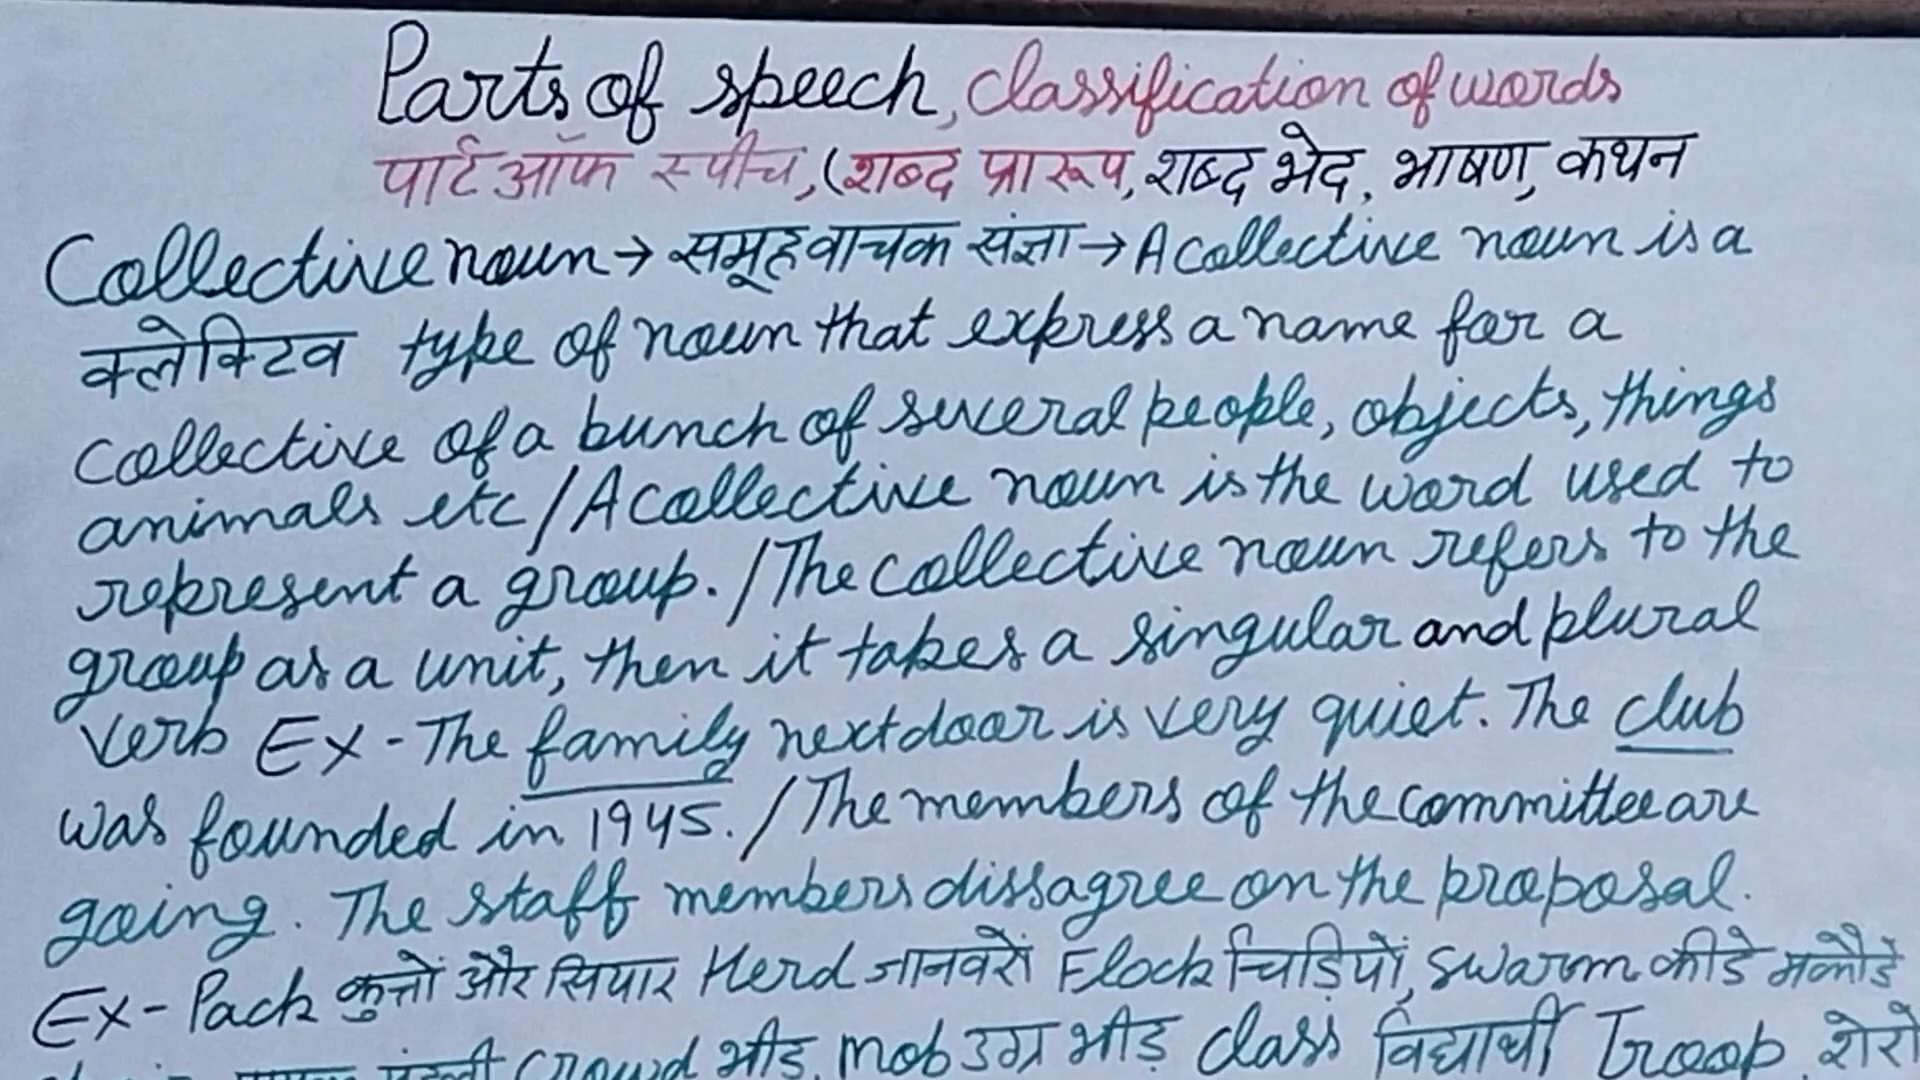 Parts of speech, classification of words
पार्ट ऑफ स्पीच, (शब्द प्रारूप, शब्द भेद, भाषण, कथन
Collective noun → समूहवाचक संज्ञा → A collective noun is a
क्लेक्टिव type of noun that express a name for a
collective of a bunch of several people, objects, things
animals etc / A collective noun is the word used to
represent a group. / The collective noun refers to the
group as a unit, then it takes a singular and plural
verb Ex - The family next door is very quiet. The club
was founded in 1945. / The members of the committee are
going. The staff members dissagree on the proposal.
Ex - Pack कुत्तों और सियार Herd जानवरों Flock चिड़ियों, swarm कीडे मकौडे
crowd भीड, mob उग्र भीड़ class विद्यार्थी Troop शेरो